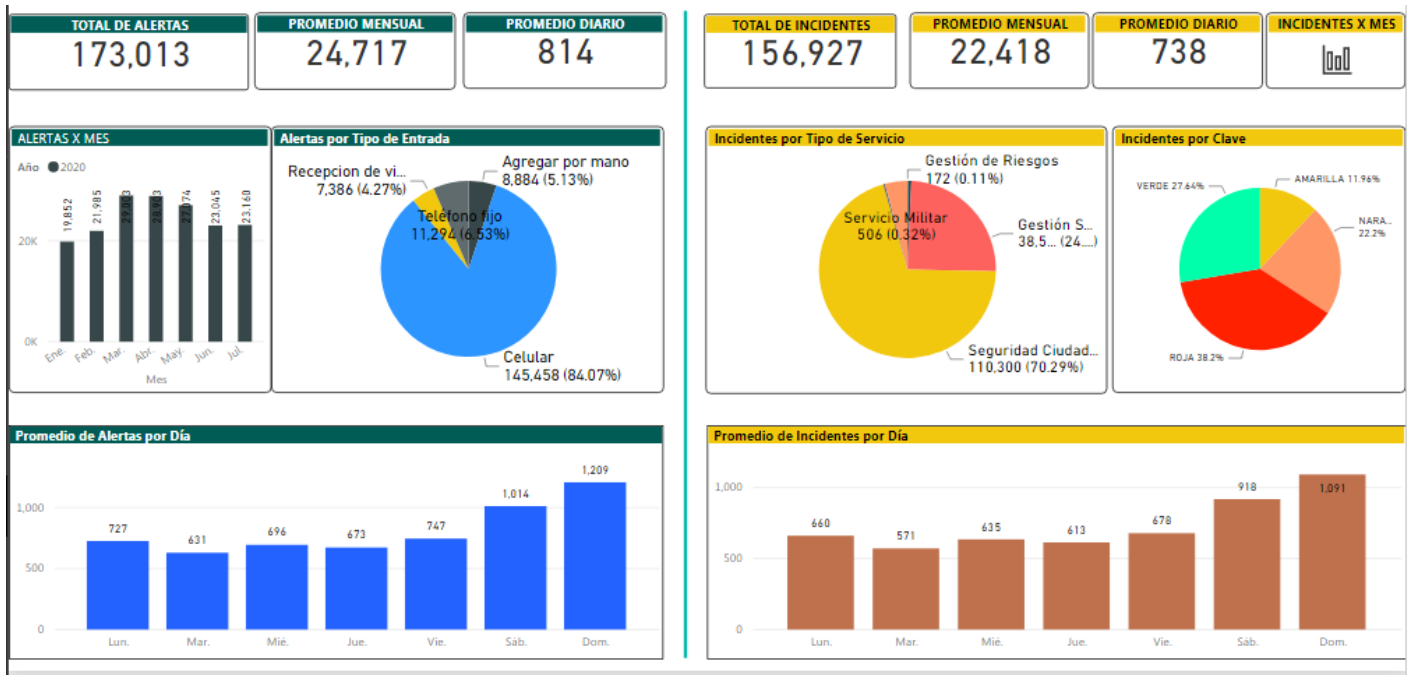 TOTAL DE ALERTAS
173,013
PROMEDIO MENSUAL
24,717
PROMEDIO DIARIO
814
TOTAL DE INCIDENTES
156,927
PROMEDIO MENSUAL
22,418
PROMEDIO DIARIO
738
INCIDENTES X MES
ALERTAS X MES
Año 2020
19,852
21,985
23,045
23,160
20K
0K
Ene. Feb. Mar. Abr. May. Jun. Jul.
Mes
Alertas por Tipo de Entrada
Recepcion de vi...
7,386 (4.27%)
Agregar por mano
8,884 (5.13%)
Teléfono fijo
11,294 (6.53%)
Celular
145,458 (84.07%)
Incidentes por Tipo de Servicio
Gestión de Riesgos
172 (0.11%)
Servicio Militar
506 (0.32%)
Gestión S...
38,5... (24....)
Seguridad Ciudad...
110,300 (70.29%)
Incidentes por Clave
VERDE 27.64%
AMARILLA 11.96%
NARA...
22.2%
ROJA 38.2%
Promedio de Alertas por Día
1,000
500
0
727
631
696
673
747
1,014
1,209
Lun. Mar. Mié. Jue. Vie. Sáb. Dom.
Promedio de Incidentes por Día
1,000
500
0
660
571
635
613
678
918
1,091
Lun. Mar. Mié. Jue. Vie. Sáb. Dom.